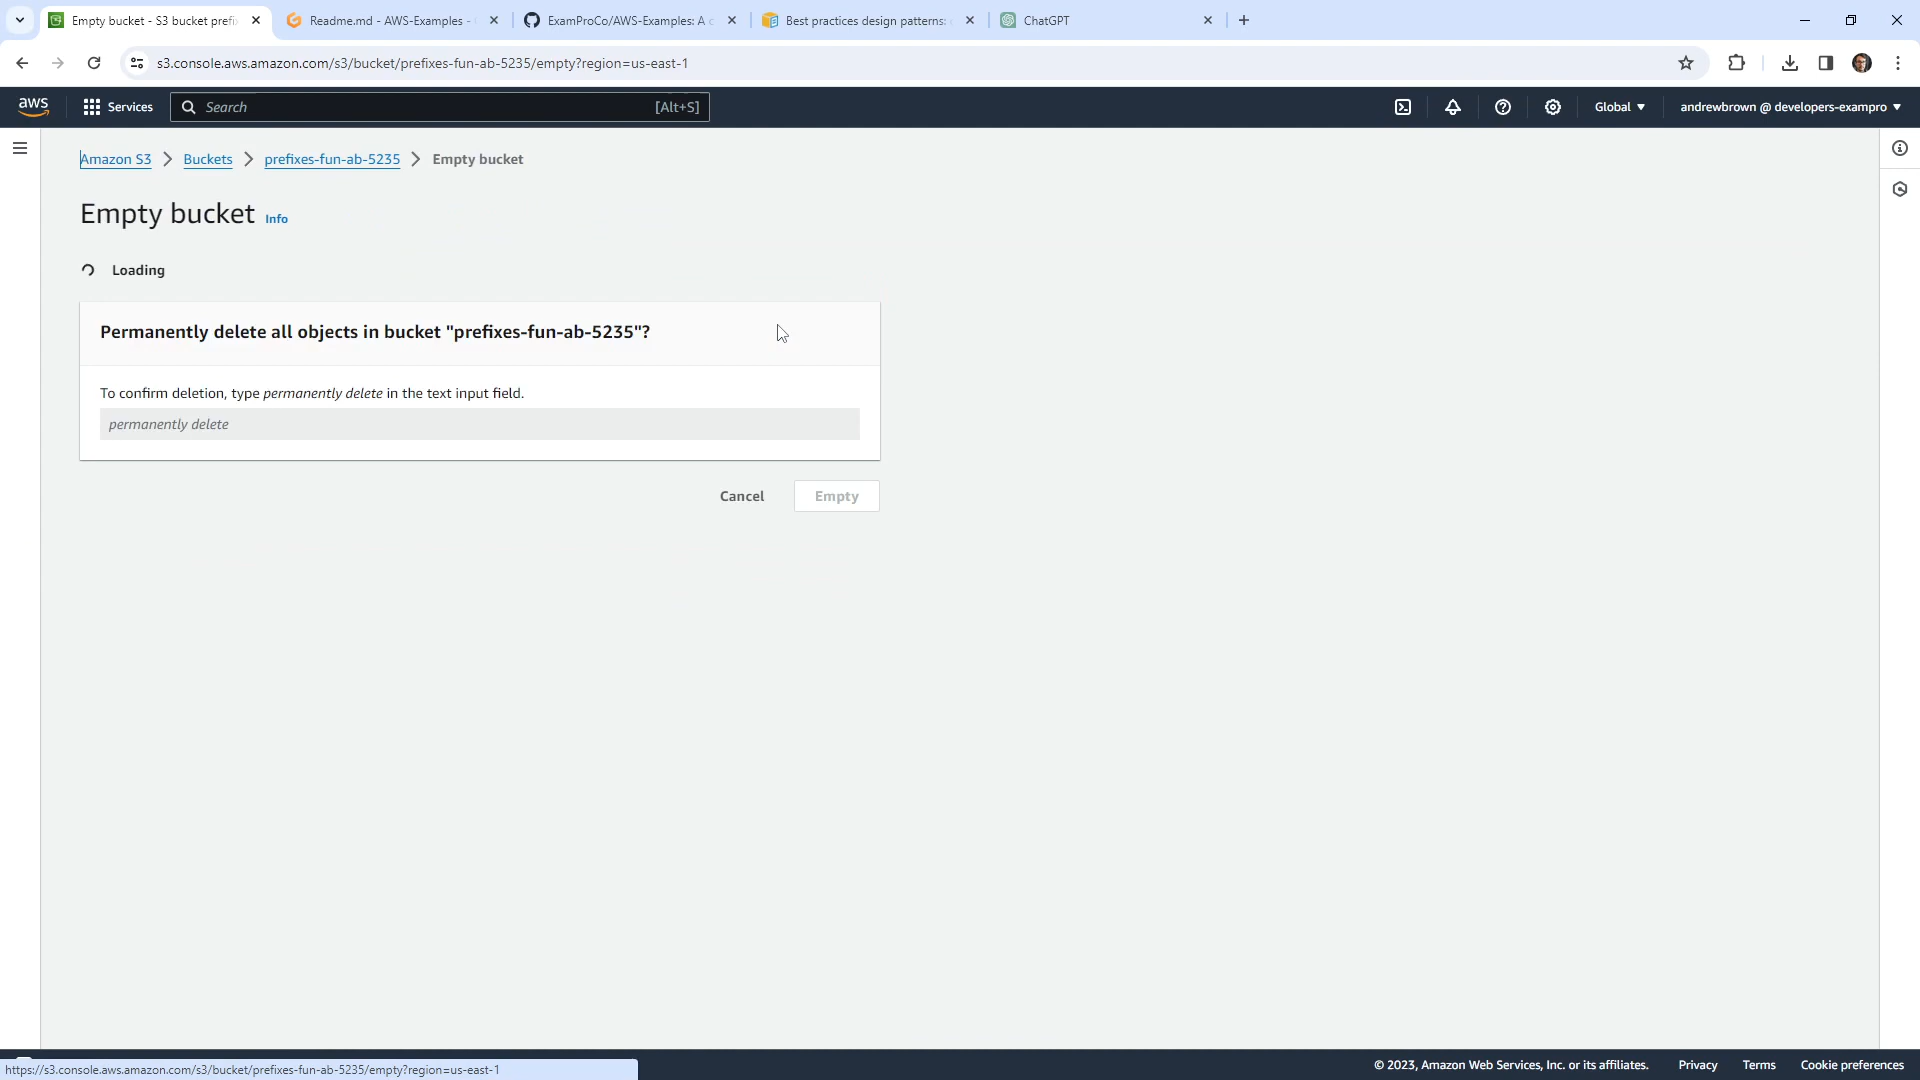 Empty bucket - S3 bucket prefi
Readme.md - AWS-Examples -
ExamProCo/AWS-Examples: A c
Best practices design patterns:
ChatGPT
s3.console.aws.amazon.com/s3/bucket/prefixes-fun-ab-5235/empty?region=us-east-1
aws
Services
Search
[Alt+S]
Global
andrewbrown @ developers-exampro
Amazon S3
Buckets
prefixes-fun-ab-5235
Empty bucket
Empty bucket
Info
Loading
Permanently delete all objects in bucket "prefixes-fun-ab-5235"?
To confirm deletion, type permanently delete in the text input field.
permanently delete
Cancel
Empty
© 2023, Amazon Web Services, Inc. or its affiliates.
Privacy
Terms
Cookie preferences
https://s3.console.aws.amazon.com/s3/bucket/prefixes-fun-ab-5235/empty?region=us-east-1